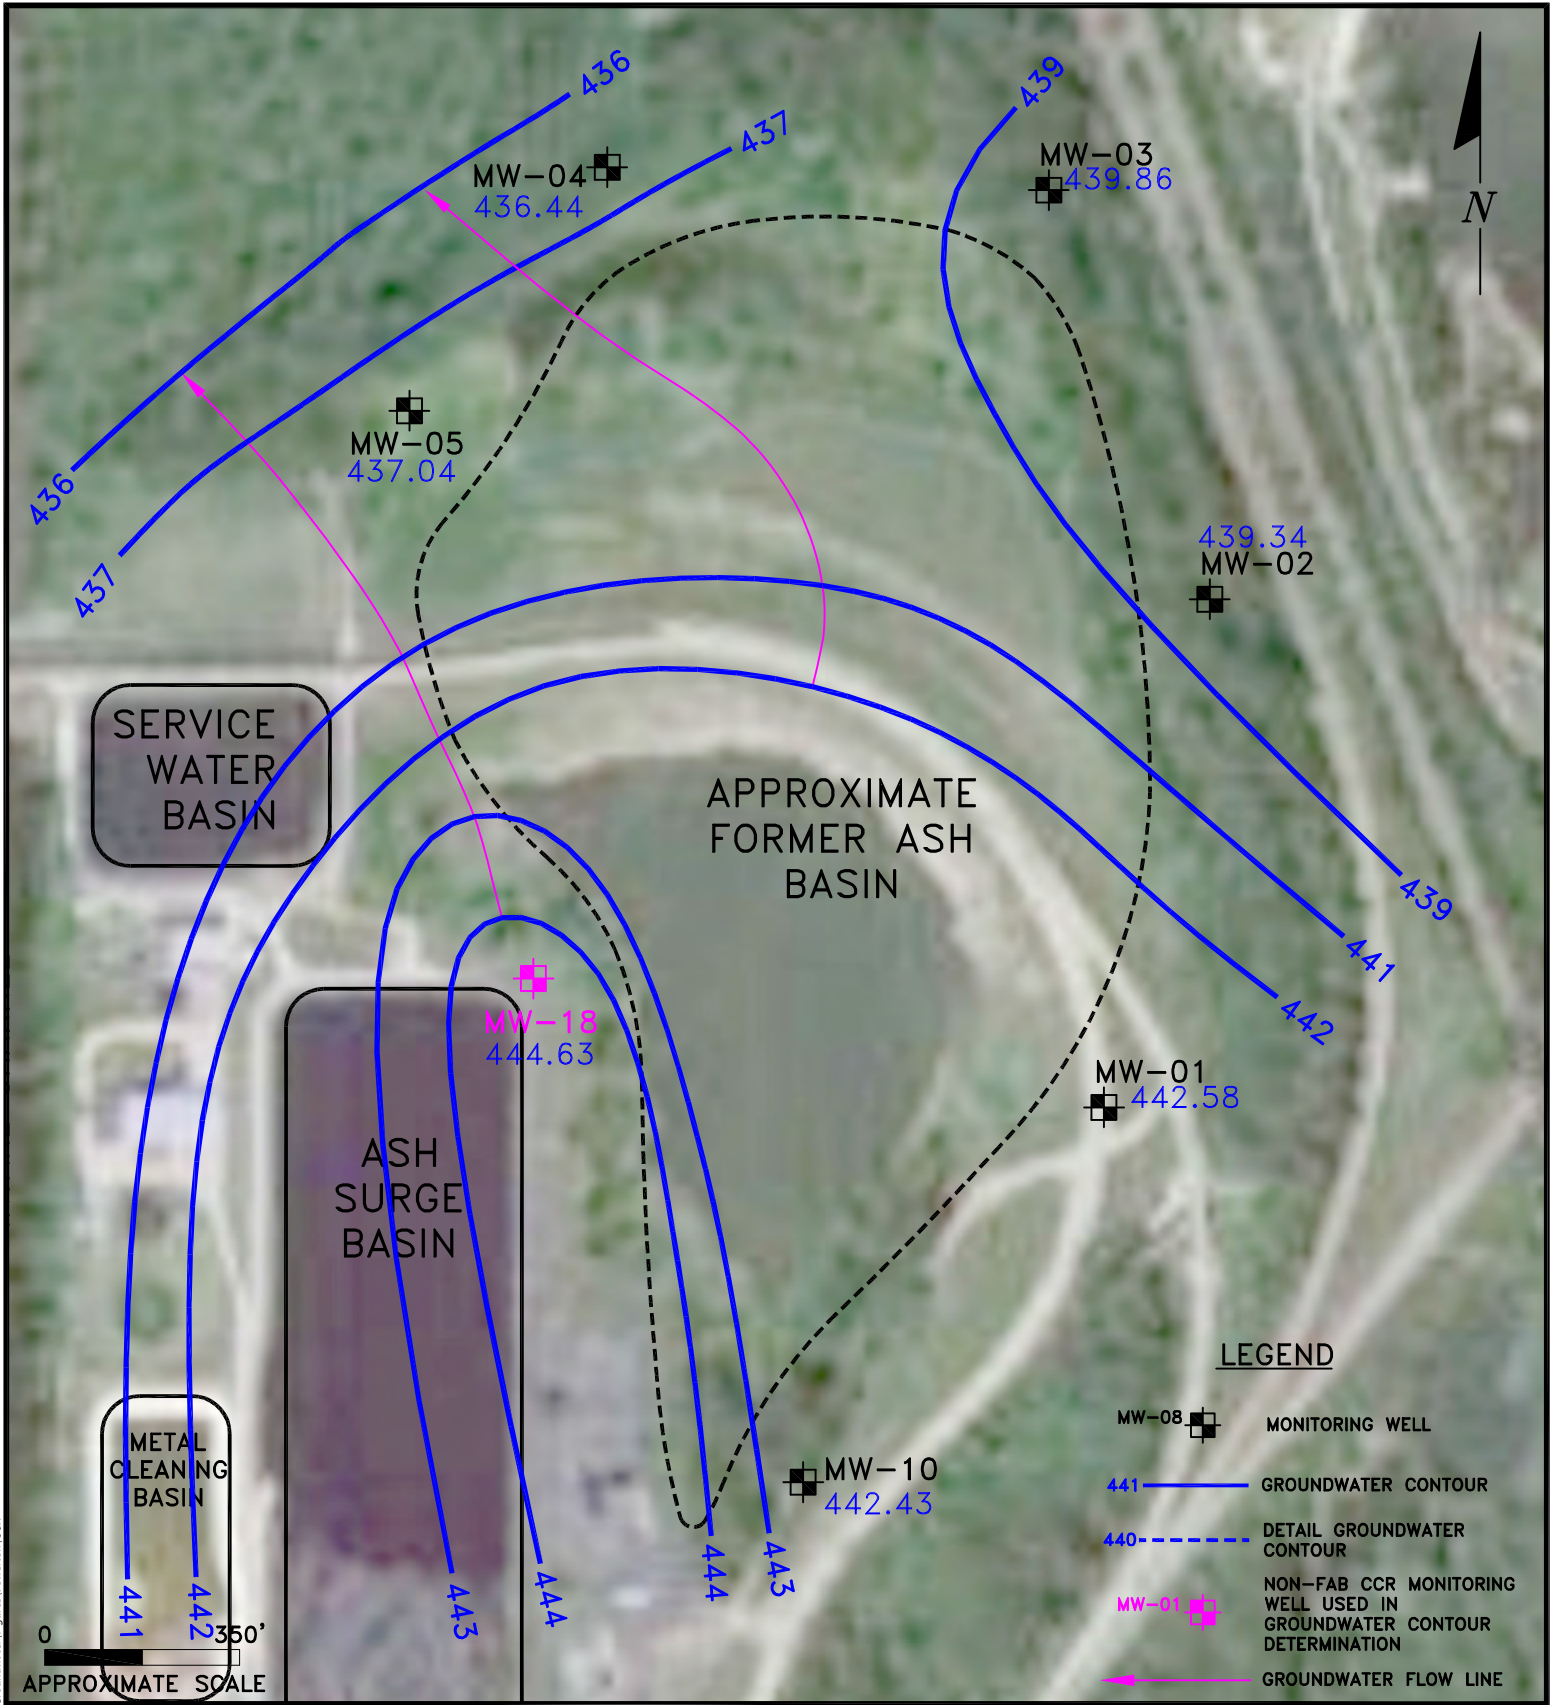 436
439
437
MW-04
436.44
MW-03
439.86
N
MW-05
437.04
436
437
439.34
MW-02
SERVICE
WATER
BASIN
APPROXIMATE
FORMER ASH
BASIN
439
441
442
MW-18
444.63
MW-01
442.58
ASH
SURGE
BASIN
LEGEND
MW-08 MONITORING WELL
441 GROUNDWATER CONTOUR
440 DETAIL GROUNDWATER
CONTOUR
MW-01 NON-FAB CCR MONITORING
WELL USED IN
GROUNDWATER CONTOUR
DETERMINATION
GROUNDWATER FLOW LINE
METAL
CLEANING
BASIN
MW-10
442.43
441
442
443
444
444
443
0 350'
APPROXIMATE SCALE